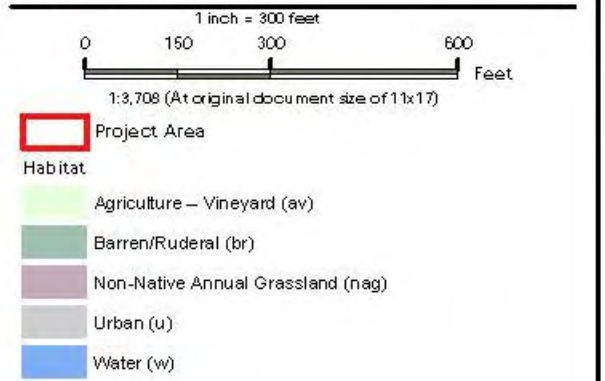 1 inch = 300 feet
0 150 300 600
Feet
1:3,708 (At original document size of 11x17)
Project Area
Habitat
Agriculture – Vineyard (av)
Barren/Ruderal (br)
Non-Native Annual Grassland (nag)
Urban (u)
Water (w)